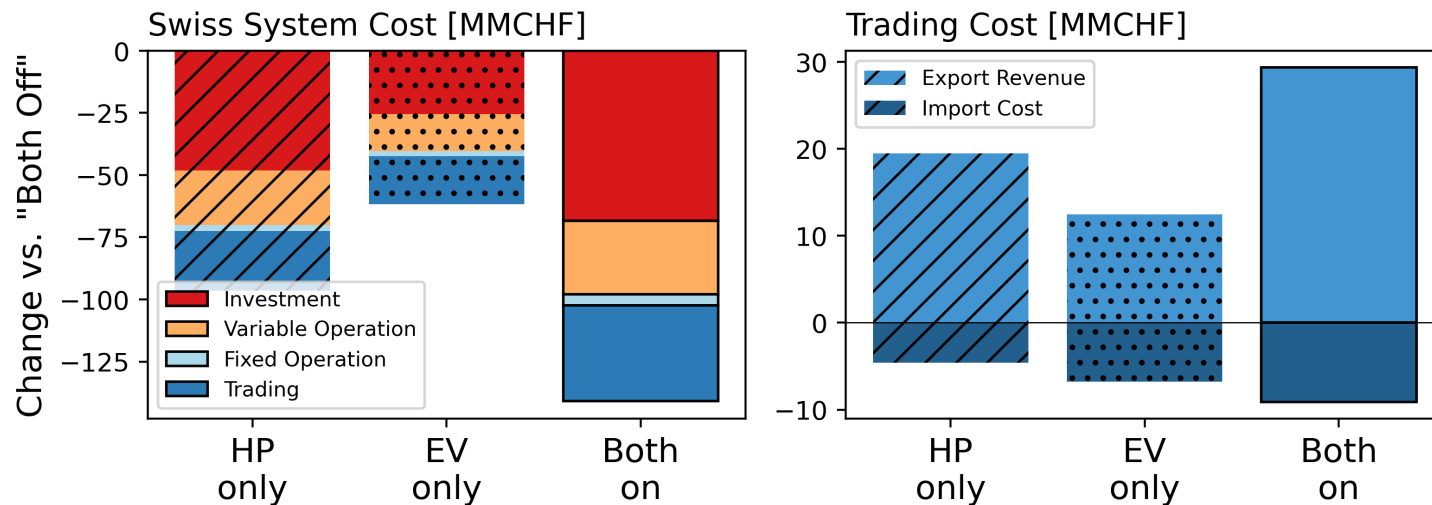 Swiss System Cost [MMCHF]
Change vs. "Both Off"
0
−25
−50
−75
−100
−125
Investment
Variable Operation
Fixed Operation
Trading
HP
only
EV
only
Both
on
Trading Cost [MMCHF]
30
20
10
0
−10
Export Revenue
Import Cost
HP
only
EV
only
Both
on